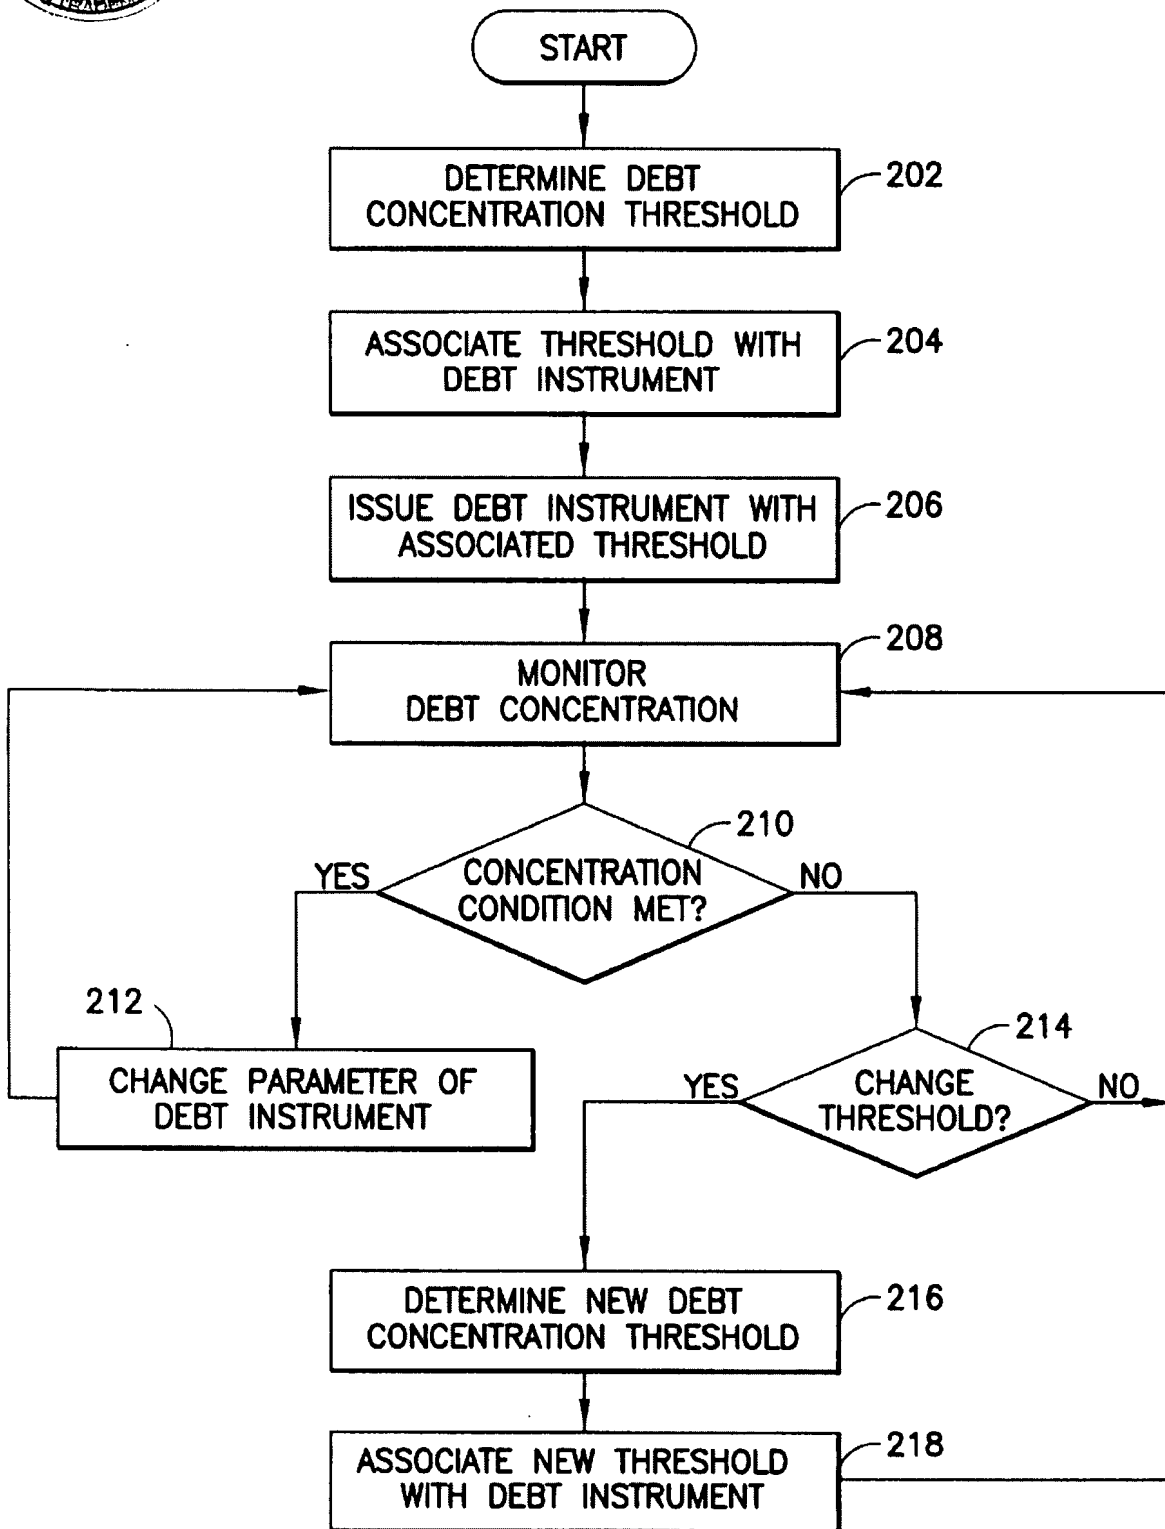 START
DETERMINE DEBT
CONCENTRATION THRESHOLD
202
ASSOCIATE THRESHOLD WITH
DEBT INSTRUMENT
204
ISSUE DEBT INSTRUMENT WITH
ASSOCIATED THRESHOLD
206
MONITOR
DEBT CONCENTRATION
208
210
YES
CONCENTRATION
CONDITION MET?
NO
212
CHANGE PARAMETER OF
DEBT INSTRUMENT
214
YES
CHANGE
THRESHOLD?
NO
DETERMINE NEW DEBT
CONCENTRATION THRESHOLD
216
ASSOCIATE NEW THRESHOLD
WITH DEBT INSTRUMENT
218